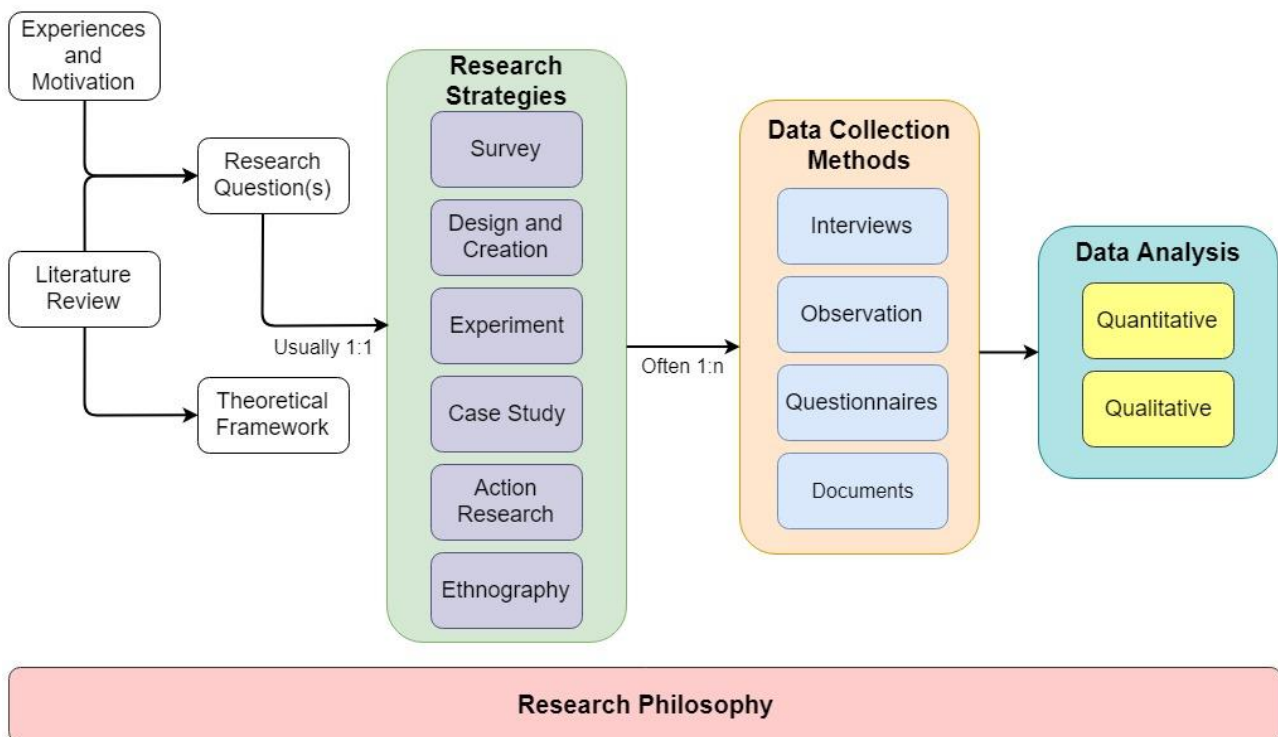 Experiences
and
Motivation
Literature
Review
Research
Question(s)
Theoretical
Framework
Usually 1:1
Research
Strategies
Survey
Design and
Creation
Experiment
Case Study
Action
Research
Ethnography
Often 1:n
Data Collection
Methods
Interviews
Observation
Questionnaires
Documents
Data Analysis
Quantitative
Qualitative
Research Philosophy